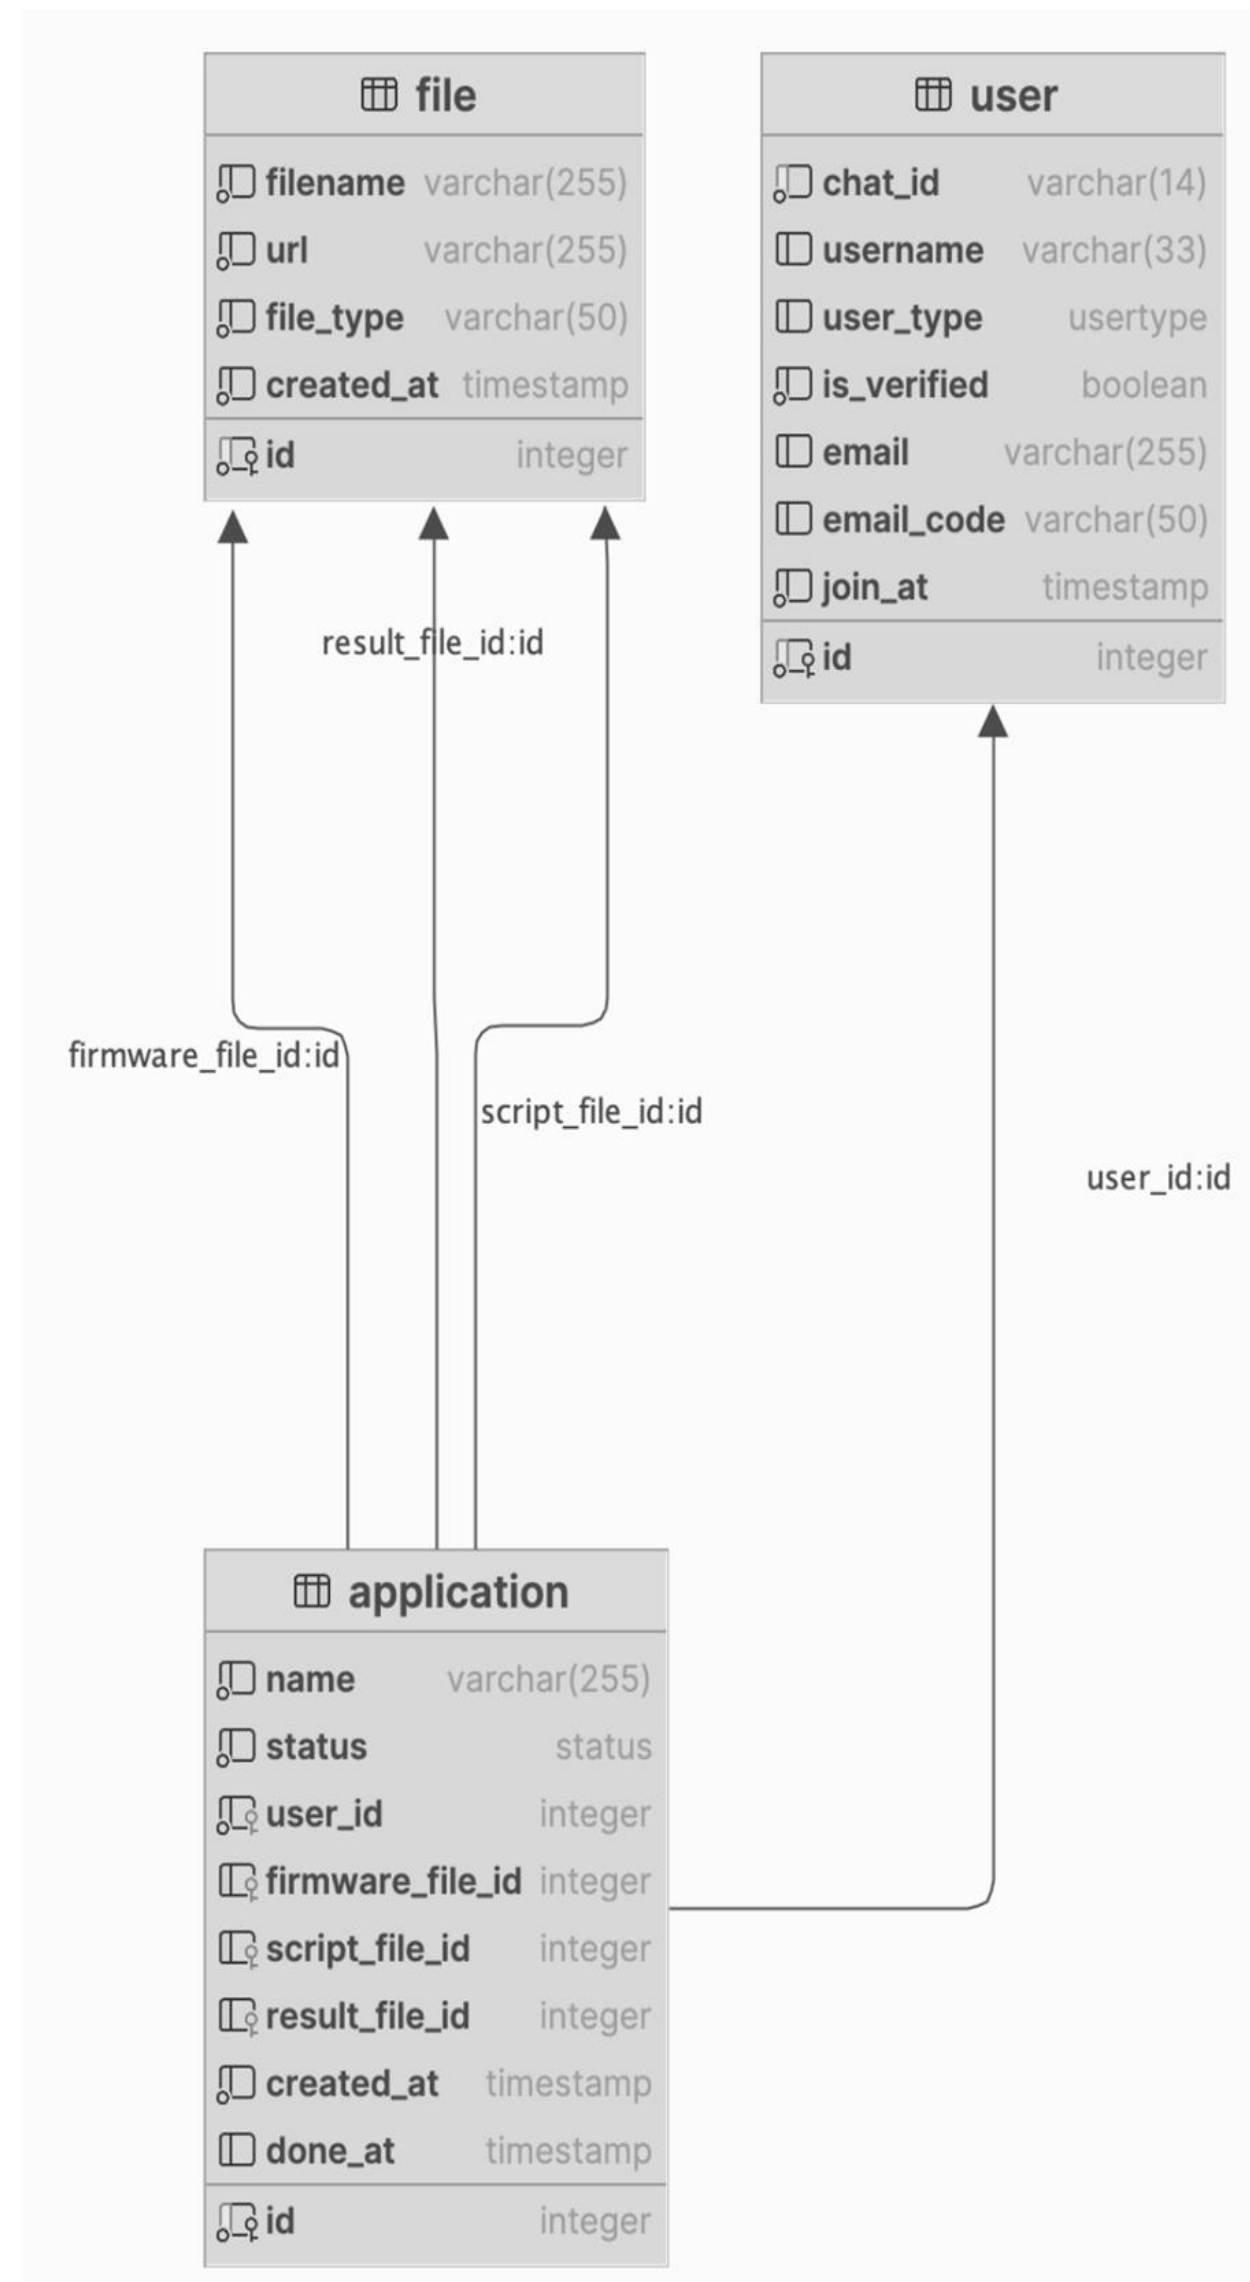 file
filename varchar(255)
url varchar(255)
file_type varchar(50)
created_at timestamp
id integer
user
chat_id varchar(14)
username varchar(33)
user_type usertype
is_verified boolean
email varchar(255)
email_code varchar(50)
join_at timestamp
id integer
result_file_id:id
firmware_file_id:id
script_file_id:id
user_id:id
application
name varchar(255)
status status
user_id integer
firmware_file_id integer
script_file_id integer
result_file_id integer
created_at timestamp
done_at timestamp
id integer